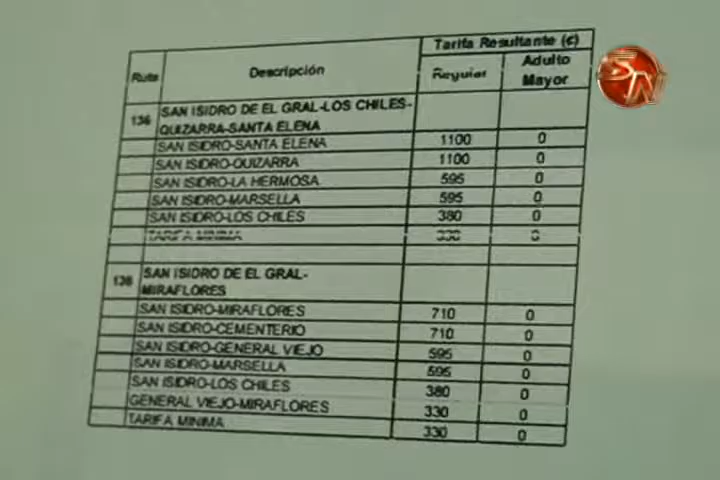 Tarifa Resultante (¢)
Ruta Descripción Regular Adulto Mayor
136 SAN ISIDRO DE EL GRAL-LOS CHILES-
QUIZARRA-SANTA ELENA
SAN ISIDRO-SANTA ELENA 1100 0
SAN ISIDRO-QUIZARRA 1100 0
SAN ISIDRO-LA HERMOSA 595 0
SAN ISIDRO-MARSELLA 595 0
SAN ISIDRO-LOS CHILES 380 0
TARIFA MINIMA 330 0
138 SAN ISIDRO DE EL GRAL-
MIRAFLORES
SAN ISIDRO-MIRAFLORES 710 0
SAN ISIDRO-CEMENTERIO 710 0
SAN ISIDRO-GENERAL VIEJO 595 0
SAN ISIDRO-MARSELLA 595 0
SAN ISIDRO-LOS CHILES 380 0
GENERAL VIEJO-MIRAFLORES 330 0
TARIFA MINIMA 330 0
SN